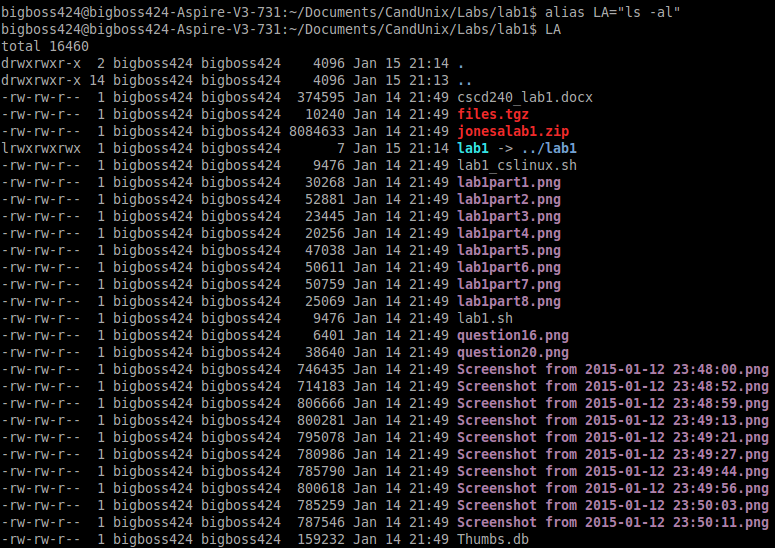 bigboss424@bigboss424-Aspire-V3-731:~/Documents/CandUnix/Labs/lab1$ alias LA="ls -al"
bigboss424@bigboss424-Aspire-V3-731:~/Documents/CandUnix/Labs/lab1$ LA
total 16460
drwxrwxr-x  2 bigboss424 bigboss424    4096 Jan 15 21:14 .
drwxrwxr-x 14 bigboss424 bigboss424    4096 Jan 15 21:13 ..
-rw-rw-r--  1 bigboss424 bigboss424  374595 Jan 14 21:49 cscd240_lab1.docx
-rw-rw-r--  1 bigboss424 bigboss424   10240 Jan 14 21:49 files.tgz
-rw-rw-r--  1 bigboss424 bigboss424 8084633 Jan 14 21:49 jonesalab1.zip
lrwxrwxrwx  1 bigboss424 bigboss424       7 Jan 15 21:14 lab1 -> ../lab1
-rw-rw-r--  1 bigboss424 bigboss424    9476 Jan 14 21:49 lab1_cslinux.sh
-rw-rw-r--  1 bigboss424 bigboss424   30268 Jan 14 21:49 lab1part1.png
-rw-rw-r--  1 bigboss424 bigboss424   52881 Jan 14 21:49 lab1part2.png
-rw-rw-r--  1 bigboss424 bigboss424   23445 Jan 14 21:49 lab1part3.png
-rw-rw-r--  1 bigboss424 bigboss424   20256 Jan 14 21:49 lab1part4.png
-rw-rw-r--  1 bigboss424 bigboss424   47038 Jan 14 21:49 lab1part5.png
-rw-rw-r--  1 bigboss424 bigboss424   50611 Jan 14 21:49 lab1part6.png
-rw-rw-r--  1 bigboss424 bigboss424   50759 Jan 14 21:49 lab1part7.png
-rw-rw-r--  1 bigboss424 bigboss424   25069 Jan 14 21:49 lab1part8.png
-rw-rw-r--  1 bigboss424 bigboss424    9476 Jan 14 21:49 lab1.sh
-rw-rw-r--  1 bigboss424 bigboss424    6401 Jan 14 21:49 question16.png
-rw-rw-r--  1 bigboss424 bigboss424   38640 Jan 14 21:49 question20.png
-rw-rw-r--  1 bigboss424 bigboss424  746435 Jan 14 21:49 Screenshot from 2015-01-12 23:48:00.png
-rw-rw-r--  1 bigboss424 bigboss424  714183 Jan 14 21:49 Screenshot from 2015-01-12 23:48:52.png
-rw-rw-r--  1 bigboss424 bigboss424  806666 Jan 14 21:49 Screenshot from 2015-01-12 23:48:59.png
-rw-rw-r--  1 bigboss424 bigboss424  800281 Jan 14 21:49 Screenshot from 2015-01-12 23:49:13.png
-rw-rw-r--  1 bigboss424 bigboss424  795078 Jan 14 21:49 Screenshot from 2015-01-12 23:49:21.png
-rw-rw-r--  1 bigboss424 bigboss424  780986 Jan 14 21:49 Screenshot from 2015-01-12 23:49:27.png
-rw-rw-r--  1 bigboss424 bigboss424  785790 Jan 14 21:49 Screenshot from 2015-01-12 23:49:44.png
-rw-rw-r--  1 bigboss424 bigboss424  800618 Jan 14 21:49 Screenshot from 2015-01-12 23:49:56.png
-rw-rw-r--  1 bigboss424 bigboss424  785259 Jan 14 21:49 Screenshot from 2015-01-12 23:50:03.png
-rw-rw-r--  1 bigboss424 bigboss424  787546 Jan 14 21:49 Screenshot from 2015-01-12 23:50:11.png
-rw-rw-r--  1 bigboss424 bigboss424  159232 Jan 14 21:49 Thumbs.db